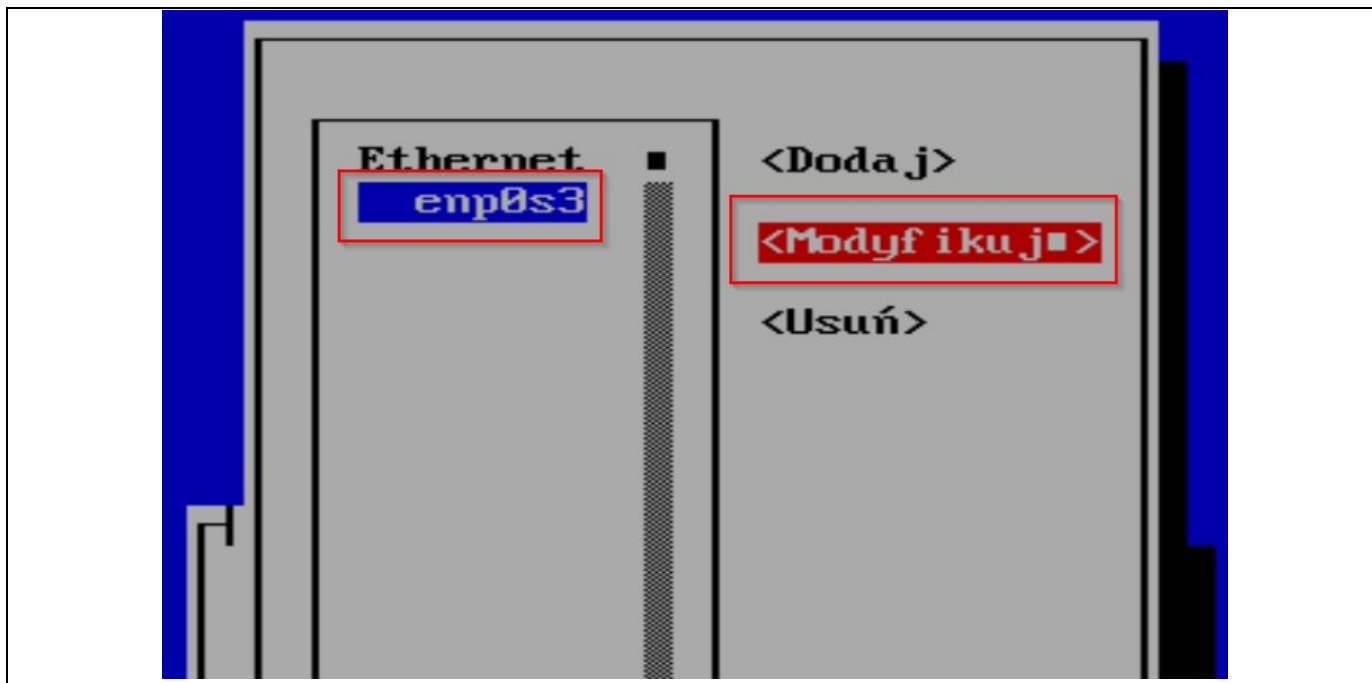 Ethernet
enp0s3
<Dodaj>
<Modyfikuj■>
<Usuń>